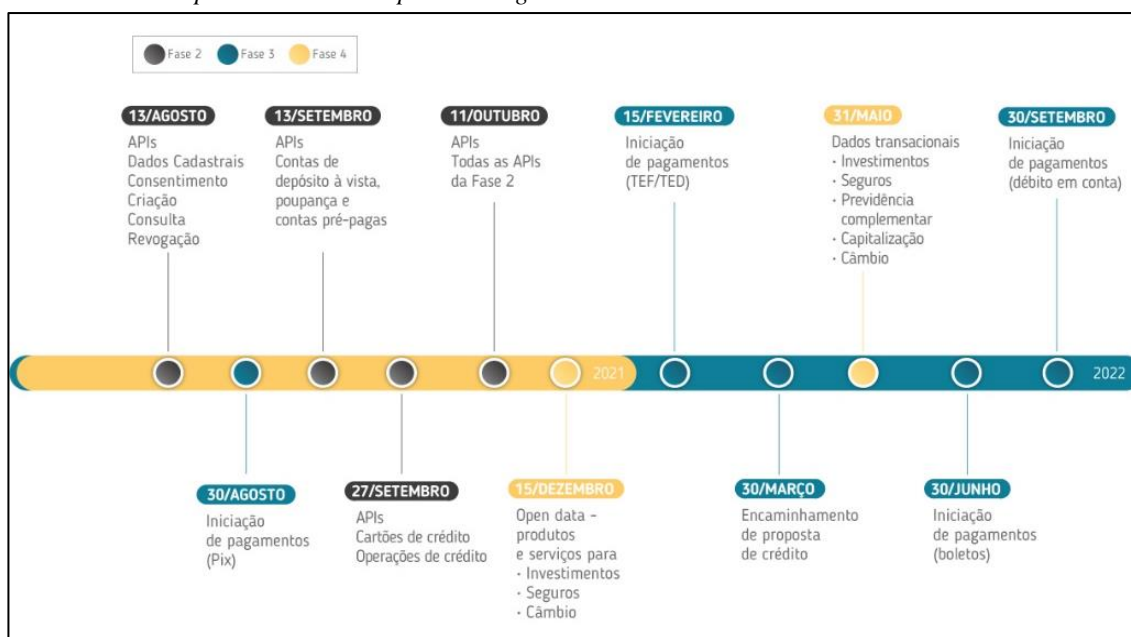 Fase 2
Fase 3
Fase 4
13/AGOSTO
APIs
Dados Cadastrais
Consentimento
Criação
Consulta
Revogação
13/SETEMBRO
APIs
Contas de
depósito à vista,
poupança e
contas pré-pagas
11/OUTUBRO
APIs
Todas as APIs
da Fase 2
15/FEVEREIRO
Iniciação
de pagamentos
(TEF/TED)
31/MAIO
Dados transacionais
· Investimentos
· Seguros
· Previdência
complementar
· Capitalização
· Câmbio
30/SETEMBRO
Iniciação
de pagamentos
(débito em conta)
2021
2022
30/AGOSTO
Iniciação
de pagamentos
(Pix)
27/SETEMBRO
APIs
Cartões de crédito
Operações de crédito
15/DEZEMBRO
Open data -
produtos
e serviços para
· Investimentos
· Seguros
· Câmbio
30/MARÇO
Encaminhamento
de proposta
de crédito
30/JUNHO
Iniciação
de pagamentos
(boletos)